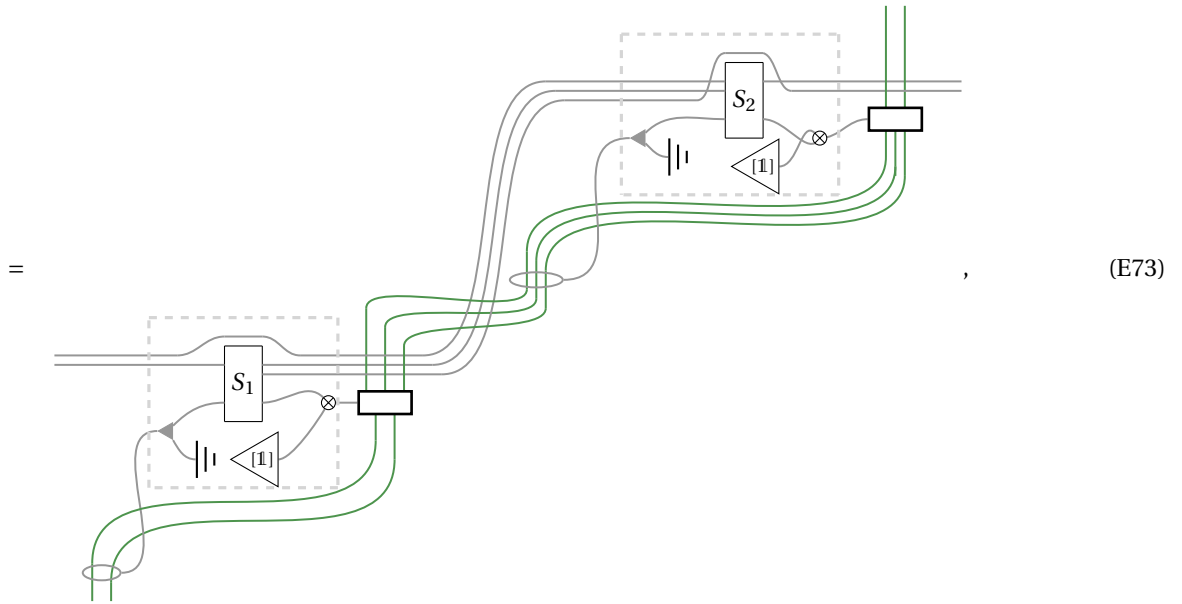 S₂
[𝟙]
= , (E73)
S₁
[𝟙]